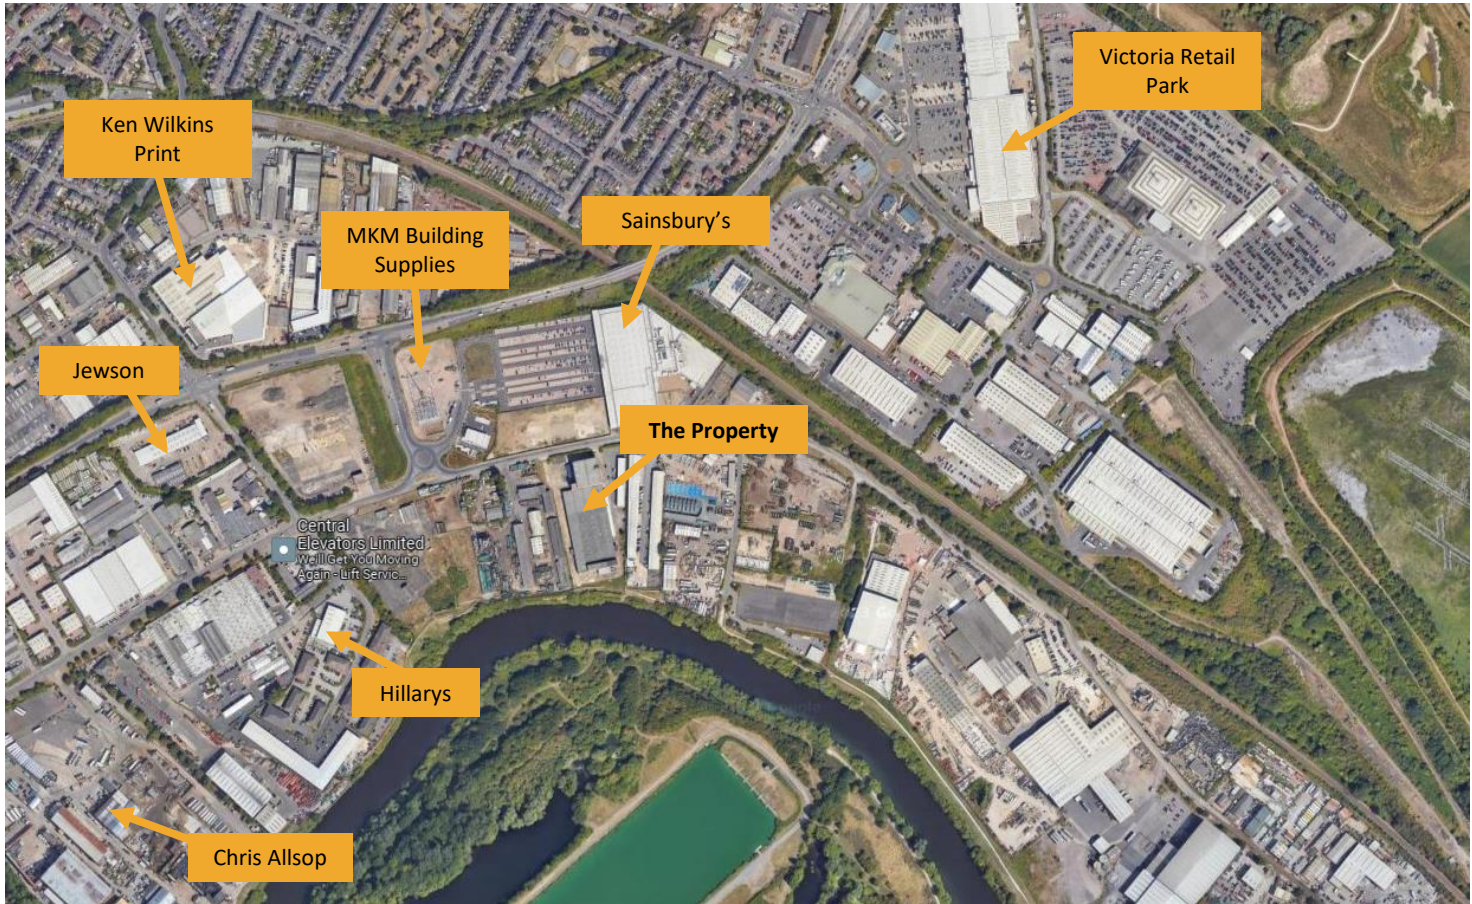 Victoria Retail
Park
Ken Wilkins
Print
Sainsbury's
MKM Building
Supplies
Jewson
The Property
Central
Elevators Limited
We'll Get You Moving
Again - Lift Servic...
Hillarys
Chris Allsop